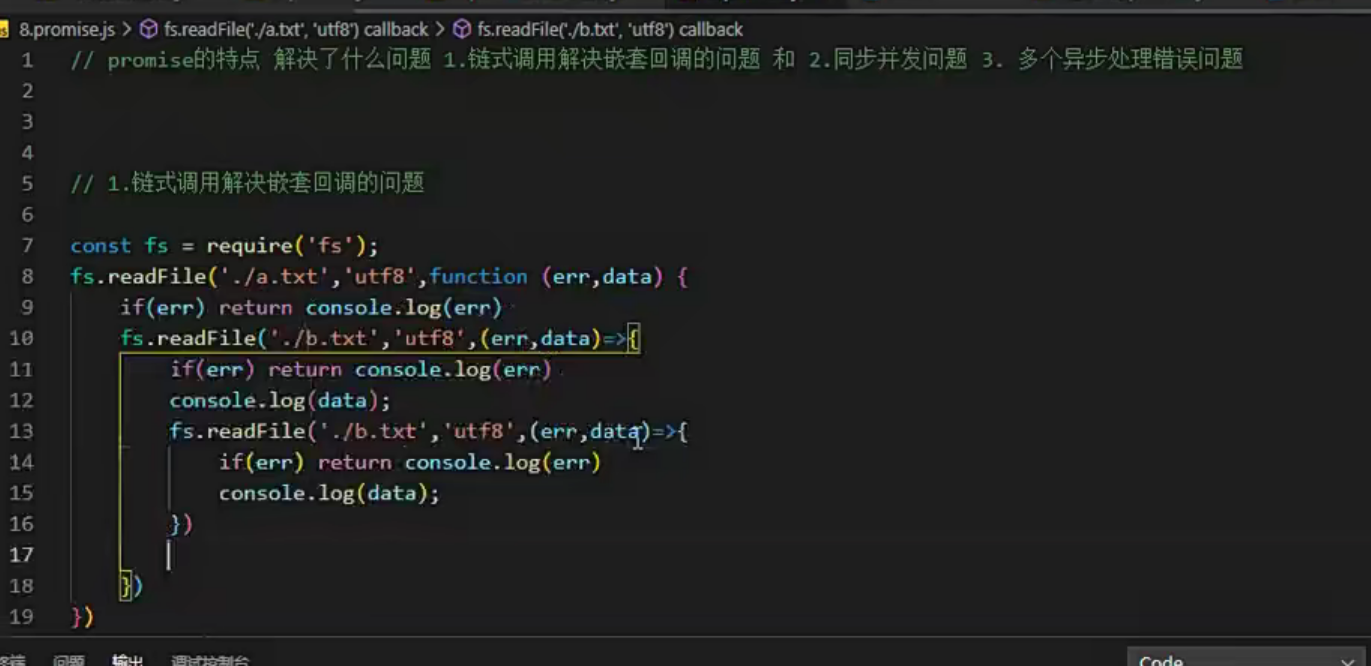 8.promise.js > fs.readFile('./a.txt', 'utf8') callback > fs.readFile('./b.txt', 'utf8') callback
1 // promise的特点 解决了什么问题 1.链式调用解决嵌套回调的问题 和 2.同步并发问题 3. 多个异步处理错误问题
2
3
4
5 // 1.链式调用解决嵌套回调的问题
6
7 const fs = require('fs');
8 fs.readFile('./a.txt','utf8',function (err,data) {
9 if(err) return console.log(err)
10 fs.readFile('./b.txt','utf8',(err,data)=>{
11 if(err) return console.log(err)
12 console.log(data);
13 fs.readFile('./b.txt','utf8',(err,data)=>{
14 if(err) return console.log(err)
15 console.log(data);
16 })
17
18 })
19 })
终端 问题 输出 调试控制台
Code